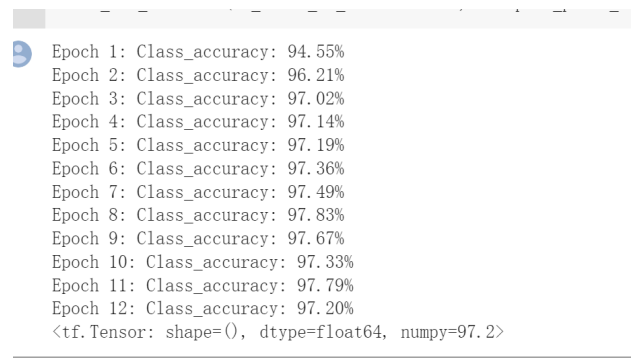 Epoch 1: Class_accuracy: 94.55%
Epoch 2: Class_accuracy: 96.21%
Epoch 3: Class_accuracy: 97.02%
Epoch 4: Class_accuracy: 97.14%
Epoch 5: Class_accuracy: 97.19%
Epoch 6: Class_accuracy: 97.36%
Epoch 7: Class_accuracy: 97.49%
Epoch 8: Class_accuracy: 97.83%
Epoch 9: Class_accuracy: 97.67%
Epoch 10: Class_accuracy: 97.33%
Epoch 11: Class_accuracy: 97.79%
Epoch 12: Class_accuracy: 97.20%
<tf.Tensor: shape=(), dtype=float64, numpy=97.2>